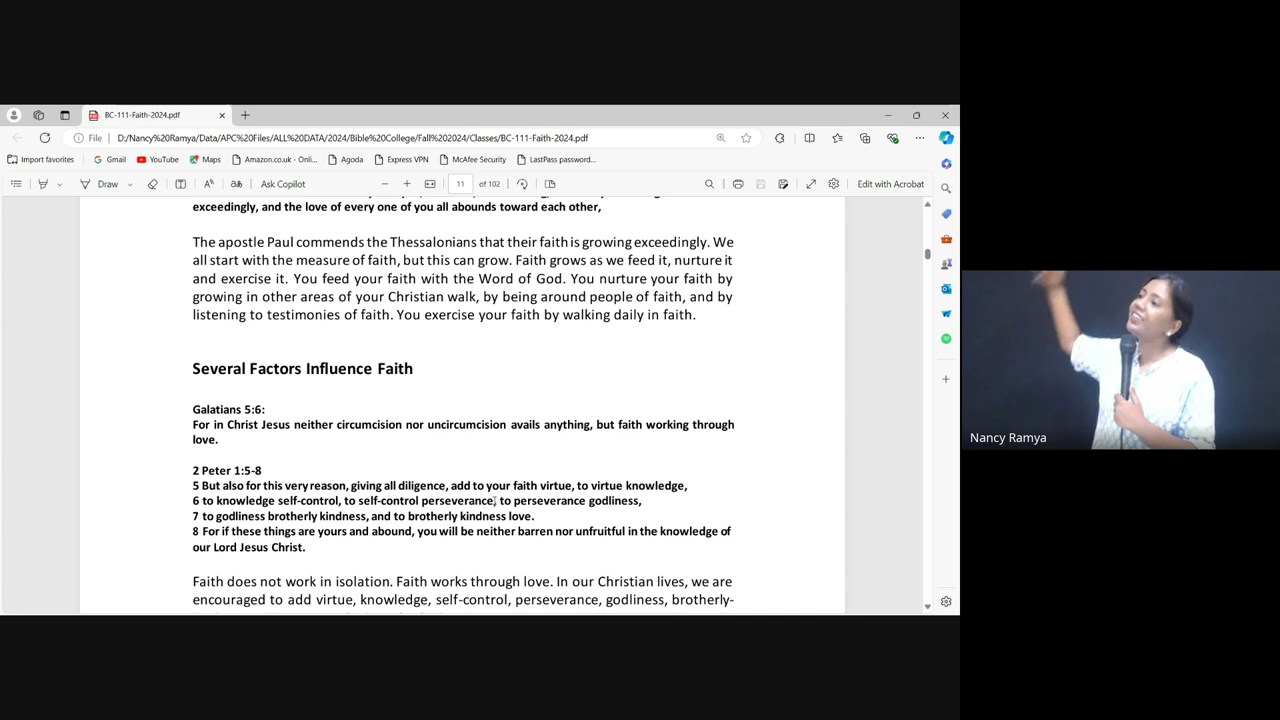 BC-111-Faith-2024.pdf
File D:/Nancy%20Ramya/Data/APC%20Files/ALL%20DATA/2024/Bible%20College/Fall%202024/Classes/BC-111-Faith-2024.pdf
Import favorites Gmail YouTube Maps Amazon.co.uk - Onli... Agoda Express VPN McAfee Security LastPass password...
Draw Ask Copilot 11 of 102 Edit with Acrobat
exceedingly, and the love of every one of you all abounds toward each other,
The apostle Paul commends the Thessalonians that their faith is growing exceedingly. We
all start with the measure of faith, but this can grow. Faith grows as we feed it, nurture it
and exercise it. You feed your faith with the Word of God. You nurture your faith by
growing in other areas of your Christian walk, by being around people of faith, and by
listening to testimonies of faith. You exercise your faith by walking daily in faith.
Several Factors Influence Faith
Galatians 5:6:
For in Christ Jesus neither circumcision nor uncircumcision avails anything, but faith working through
love.
2 Peter 1:5-8
5 But also for this very reason, giving all diligence, add to your faith virtue, to virtue knowledge,
6 to knowledge self-control, to self-control perseverance, to perseverance godliness,
7 to godliness brotherly kindness, and to brotherly kindness love.
8 For if these things are yours and abound, you will be neither barren nor unfruitful in the knowledge of
our Lord Jesus Christ.
Faith does not work in isolation. Faith works through love. In our Christian lives, we are
encouraged to add virtue, knowledge, self-control, perseverance, godliness, brotherly-
Nancy Ramya